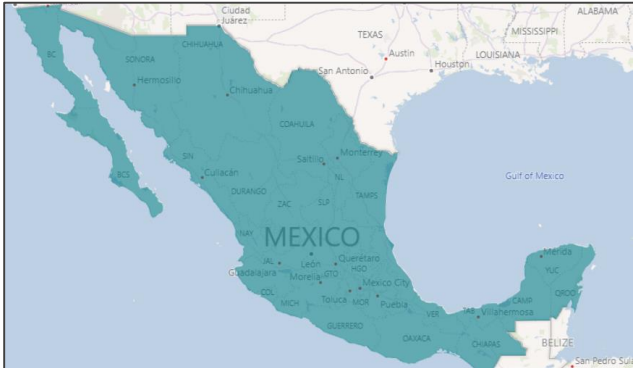 Ciudad
Juárez
ALABAMA
MISSISSIPPI
TEXAS
Austin
LOUISIANA
San Antonio
Houston
BC
SONORA
CHIHUAHUA
Hermosillo
Chihuahua
COAHUILA
SIN
Culiacán
Saltillo
Monterrey
NL
BCS
DURANGO
ZAC
SLP
TAMPS
Gulf of Mexico
NAY
MEXICO
JAL
León
Querétaro
Guadalajara
GTO
HGO
Morelia
Mexico City
COL
MICH
Toluca
MOR
Puebla
VER
TAB
Villahermosa
Mérida
YUC
CAMP
QROO
GUERRERO
OAXACA
CHIAPAS
BELIZE
San Pedro Sula